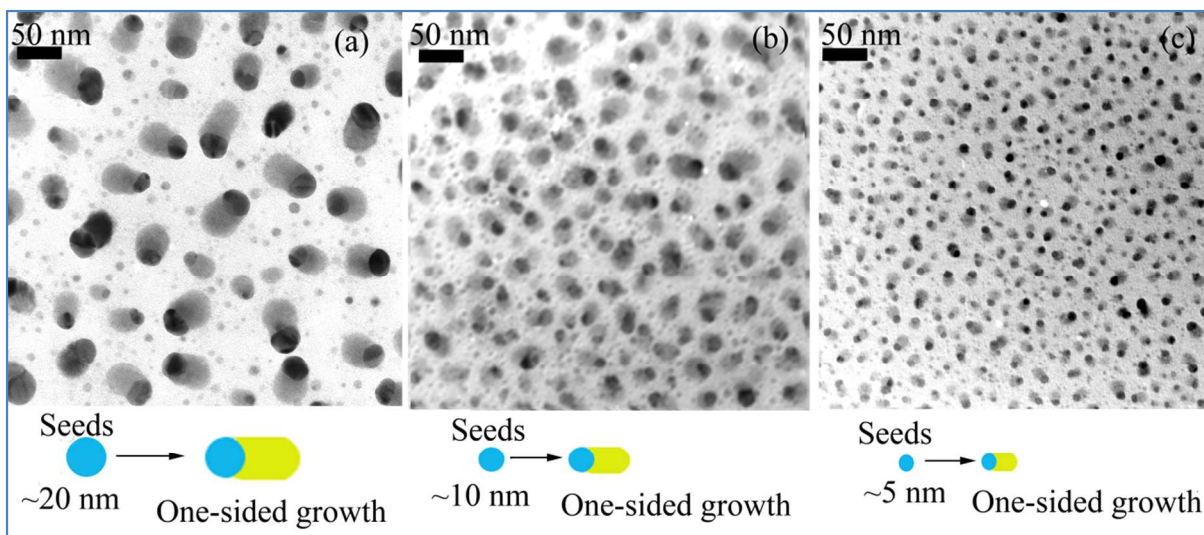 50 nm
(a)
50 nm
(b)
50 nm
(c)
Seeds
~20 nm
One-sided growth
Seeds
~10 nm
One-sided growth
Seeds
~5 nm
One-sided growth